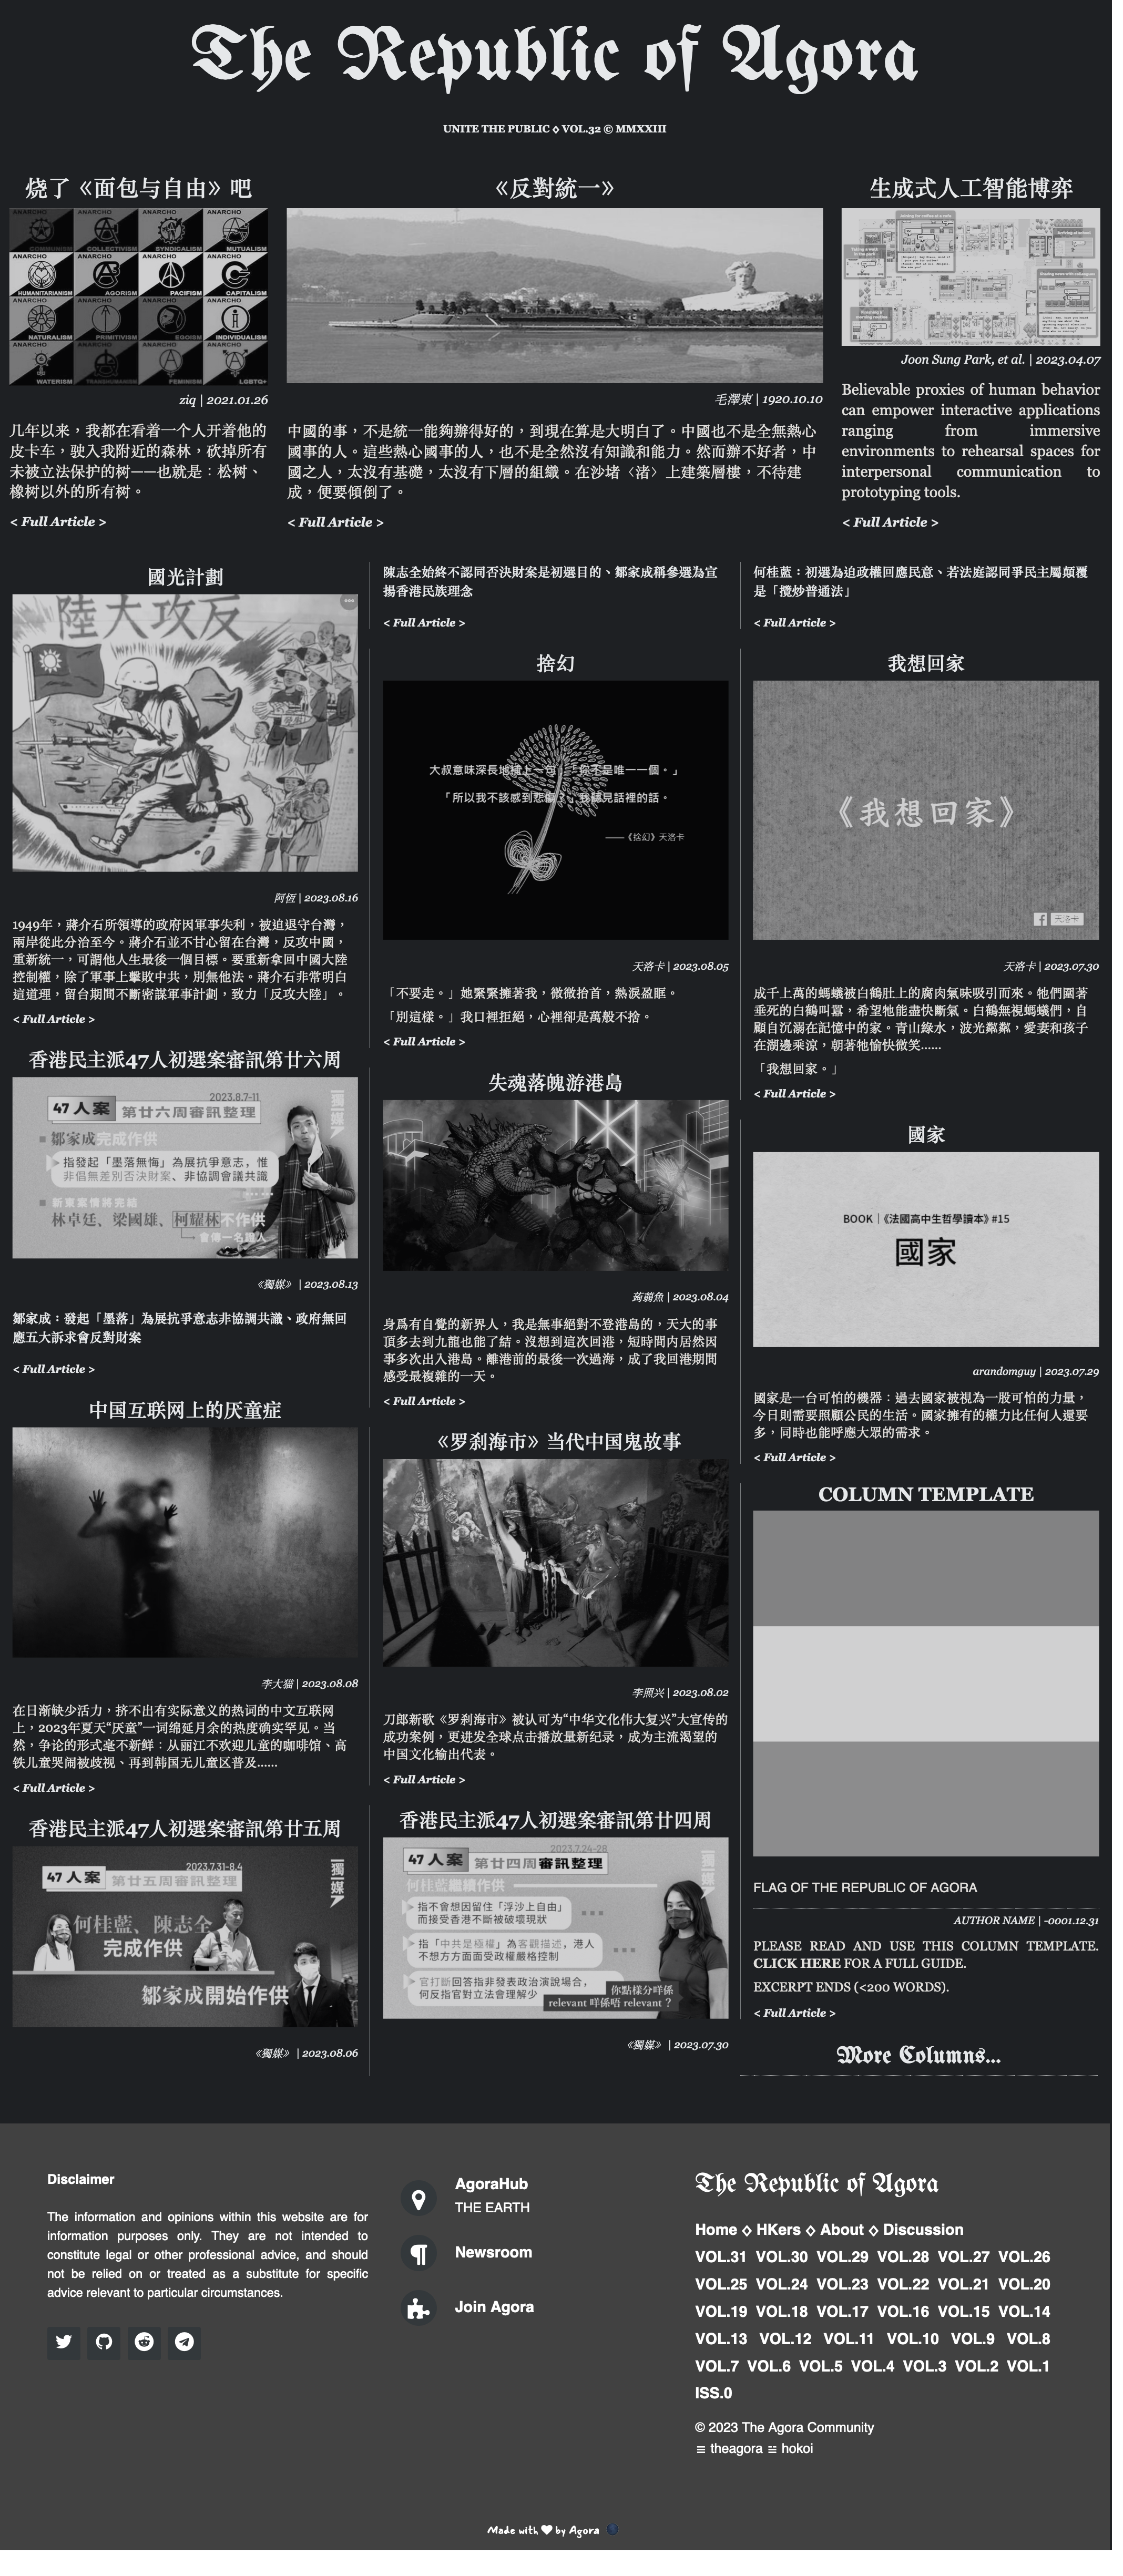 The Republic of Agora
UNITE THE PUBLIC ◊ VOL.32 © MMXXIII
烧了《面包与自由》吧
ANARCHO ANARCHO ANARCHO ANARCHO
COMMUNISM COLLECTIVISM SYNDICALISM MUTUALISM
ANARCHO ANARCHO ANARCHO ANARCHO
HUMANITARIANISM AGORISM PACIFISM CAPITALISM
ANARCHO ANARCHO ANARCHO ANARCHO
NATURALISM PRIMITIVISM EGOISM INDIVIDUALISM
ANARCHO ANARCHO ANARCHO ANARCHO
WATERISM TRANSHUMANISM FEMINISM LGBTQ+
ziq | 2021.01.26
几年以来，我都在看着一个人开着他的
皮卡车，驶入我附近的森林，砍掉所有
未被立法保护的树——也就是：松树、
橡树以外的所有树。
< Full Article >
《反對統一》
毛澤東 | 1920.10.10
中國的事，不是統一能夠辦得好的，到現在算是大明白了。中國也不是全無熱心
國事的人。這些熱心國事的人，也不是全然沒有知識和能力。然而辦不好者，中
國之人，太沒有基礎，太沒有下層的組織。在沙堵〈渚〉上建築層樓，不待建
成，便要傾倒了。
< Full Article >
生成式人工智能博弈
Joon Sung Park, et al. | 2023.04.07
Believable proxies of human behavior
can empower interactive applications
ranging from immersive
environments to rehearsal spaces for
interpersonal communication to
prototyping tools.
< Full Article >
國光計劃
陸大攻反
阿恆 | 2023.08.16
1949年，蔣介石所領導的政府因軍事失利，被迫退守台灣，
兩岸從此分治至今。蔣介石並不甘心留在台灣，反攻中國，
重新統一，可謂他人生最後一個目標。要重新拿回中國大陸
控制權，除了軍事上擊敗中共，別無他法。蔣介石非常明白
這道理，留台期間不斷密謀軍事計劃，致力「反攻大陸」。
< Full Article >
香港民主派47人初選案審訊第廿六周
2023.8.7-11
47 人案 第廿六周審訊整理
獨媒
鄒家成完成作供
指發起「墨落無悔」為展抗爭意志，惟
非倡無差別否決財案、非協調會議共識
新東案情將完結
林卓廷、梁國雄、柯耀林不作供
會傳一名證人
《獨媒》 | 2023.08.13
鄒家成：發起「墨落」為展抗爭意志非協調共識、政府無回
應五大訴求會反對財案
< Full Article >
中国互联网上的厌童症
李大猫 | 2023.08.08
在日渐缺少活力，挤不出有实际意义的热词的中文互联网
上，2023年夏天“厌童”一词绵延月余的热度确实罕见。当
然，争论的形式毫不新鲜：从丽江不欢迎儿童的咖啡馆、高
铁儿童哭闹被歧视、再到韩国无儿童区普及......
< Full Article >
香港民主派47人初選案審訊第廿五周
2023.7.31-8.4
47 人案 第廿五周審訊整理
獨媒
何桂藍、陳志全
完成作供
鄒家成開始作供
《獨媒》 | 2023.08.06
陳志全始終不認同否決財案是初選目的、鄒家成稱參選為宣
揚香港民族理念
< Full Article >
捨幻
大叔意味深長地補上一句：「你不是唯一一個。」
「所以我不該感到悲傷？」我聽見話裡的話。
——《捨幻》天洛卡
天洛卡 | 2023.08.05
「不要走。」她緊緊擁著我，微微抬首，熱淚盈眶。
「別這樣。」我口裡拒絕，心裡卻是萬般不捨。
< Full Article >
失魂落魄游港島
蒟蒻魚 | 2023.08.04
身爲有自覺的新界人，我是無事絕對不登港島的，天大的事
頂多去到九龍也能了結。沒想到這次回港，短時間內居然因
事多次出入港島。離港前的最後一次過海，成了我回港期間
感受最複雜的一天。
< Full Article >
《罗刹海市》当代中国鬼故事
李照兴 | 2023.08.02
刀郎新歌《罗刹海市》被认可为“中华文化伟大复兴”大宣传的
成功案例，更迸发全球点击播放量新纪录，成为主流渴望的
中国文化输出代表。
< Full Article >
香港民主派47人初選案審訊第廿四周
2023.7.24-28
47 人案 第廿四周審訊整理
獨媒
何桂藍繼續作供
指不會想因留住「浮沙上自由」
而接受香港不斷被破壞現狀
指「中共是極權」為客觀描述，港人
不想方方面面受政權嚴格控制
官打斷回答指非發表政治演說場合，
何反指官對立法會理解少
你點樣分咩係
relevant 咩係唔 relevant？
《獨媒》 | 2023.07.30
何桂藍：初選為迫政權回應民意、若法庭認同爭民主屬顛覆
是「攬炒普通法」
< Full Article >
我想回家
《我想回家》
天洛卡
天洛卡 | 2023.07.30
成千上萬的螞蟻被白鶴肚上的腐肉氣味吸引而來。牠們圍著
垂死的白鶴叫囂，希望牠能盡快斷氣。白鶴無視螞蟻們，自
顧自沉溺在記憶中的家。青山綠水，波光粼粼，愛妻和孩子
在湖邊乘涼，朝著牠愉快微笑......
「我想回家。」
< Full Article >
國家
BOOK｜《法國高中生哲學讀本》#15
國家
arandomguy | 2023.07.29
國家是一台可怕的機器：過去國家被視為一股可怕的力量，
今日則需要照顧公民的生活。國家擁有的權力比任何人還要
多，同時也能呼應大眾的需求。
< Full Article >
COLUMN TEMPLATE
FLAG OF THE REPUBLIC OF AGORA
AUTHOR NAME | -0001.12.31
PLEASE READ AND USE THIS COLUMN TEMPLATE.
CLICK HERE FOR A FULL GUIDE.
EXCERPT ENDS (<200 WORDS).
< Full Article >
More Columns...
Disclaimer
The information and opinions within this website are for
information purposes only. They are not intended to
constitute legal or other professional advice, and should
not be relied on or treated as a substitute for specific
advice relevant to particular circumstances.
AgoraHub
THE EARTH
Newsroom
Join Agora
The Republic of Agora
Home ◊ HKers ◊ About ◊ Discussion
VOL.31 VOL.30 VOL.29 VOL.28 VOL.27 VOL.26
VOL.25 VOL.24 VOL.23 VOL.22 VOL.21 VOL.20
VOL.19 VOL.18 VOL.17 VOL.16 VOL.15 VOL.14
VOL.13 VOL.12 VOL.11 VOL.10 VOL.9 VOL.8
VOL.7 VOL.6 VOL.5 VOL.4 VOL.3 VOL.2 VOL.1
ISS.0
© 2023 The Agora Community
≡ theagora ≌ hokoi
Made with ♥ by Agora